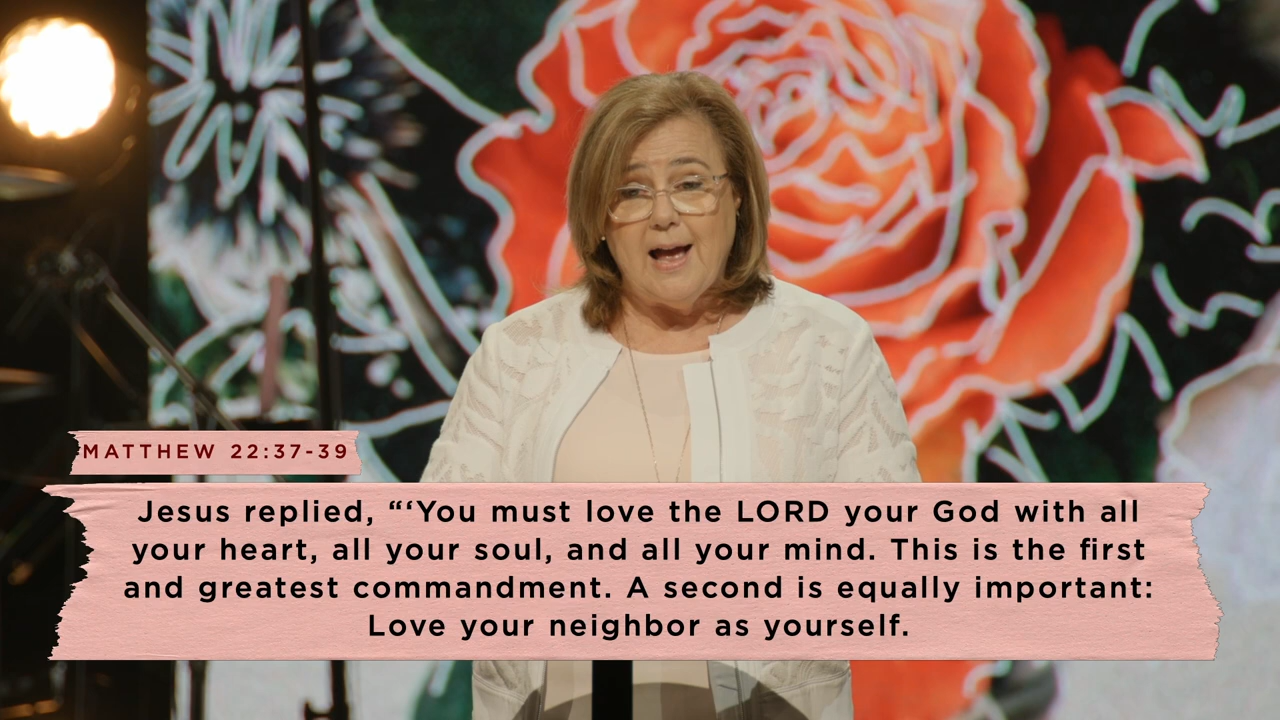 MATTHEW 22:37-39
Jesus replied, “‘You must love the LORD your God with all
your heart, all your soul, and all your mind. This is the first
and greatest commandment. A second is equally important:
Love your neighbor as yourself.